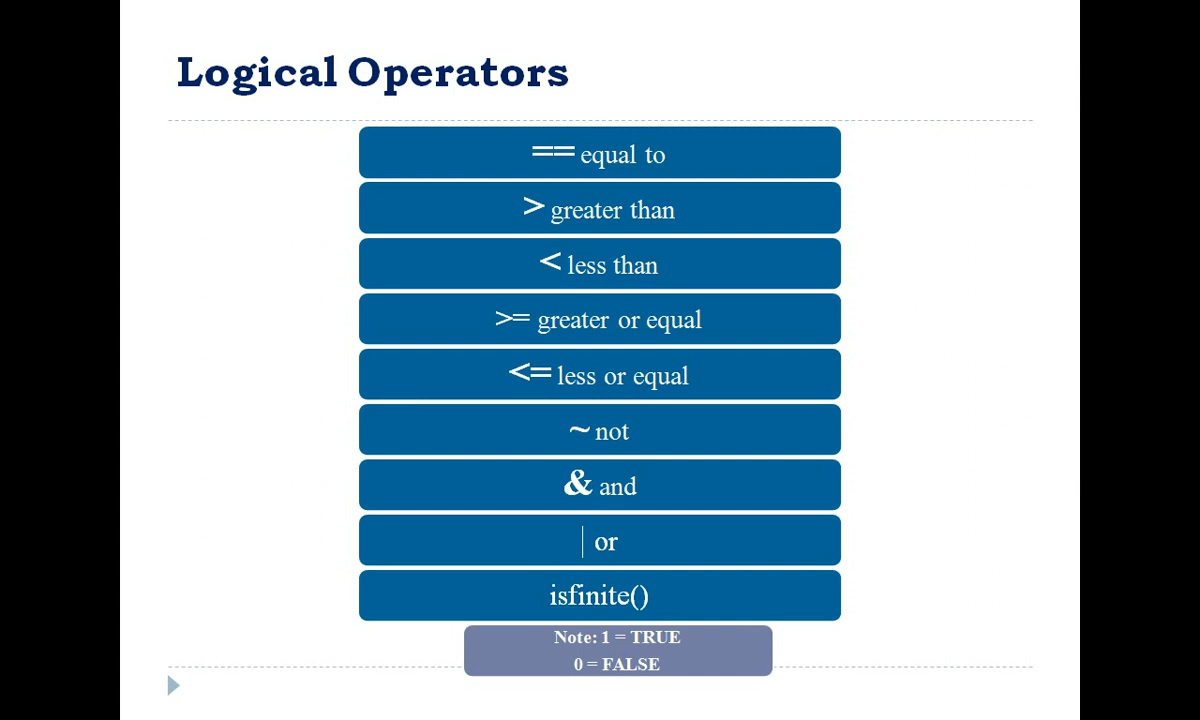 Logical Operators
== equal to
> greater than
< less than
>= greater or equal
<= less or equal
~ not
& and
| or
isfinite()
Note: 1 = TRUE
0 = FALSE